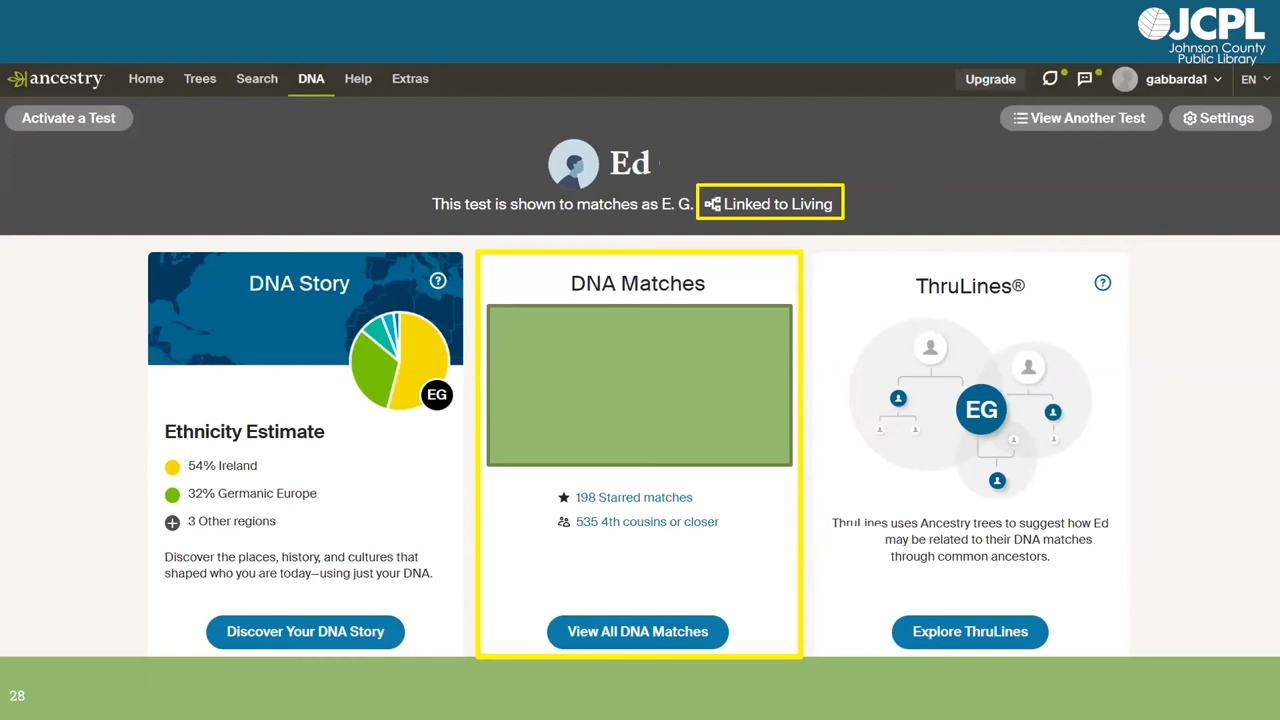 JCPL
Johnson County
Public Library
ancestry Home Trees Search DNA Help Extras Upgrade gabbarda1 EN
Activate a Test View Another Test Settings
Ed
This test is shown to matches as E. G. Linked to Living
DNA Story
EG
Ethnicity Estimate
54% Ireland
32% Germanic Europe
3 Other regions
Discover the places, history, and cultures that
shaped who you are today—using just your DNA.
Discover Your DNA Story
DNA Matches
198 Starred matches
535 4th cousins or closer
View All DNA Matches
ThruLines®
EG
ThruLines uses Ancestry trees to suggest how Ed
may be related to their DNA matches
through common ancestors.
Explore ThruLines
28